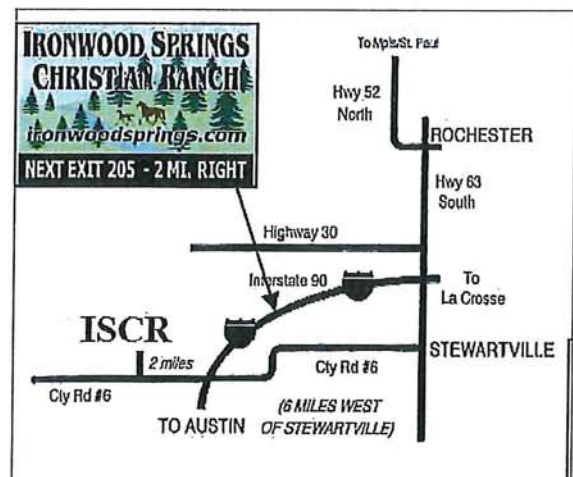 IRONWOOD SPRINGS
CHRISTIAN RANCH
ironwoodsprings.com
NEXT EXIT 205 - 2 MI. RIGHT
To Mpls/St. Paul
Hwy 52
North
ROCHESTER
Hwy 63
South
Highway 30
Interstate 90
To
La Crosse
ISCR
2 miles
STEWARTVILLE
Cty Rd #6
Cty Rd #6
(6 MILES WEST
OF STEWARTVILLE)
TO AUSTIN